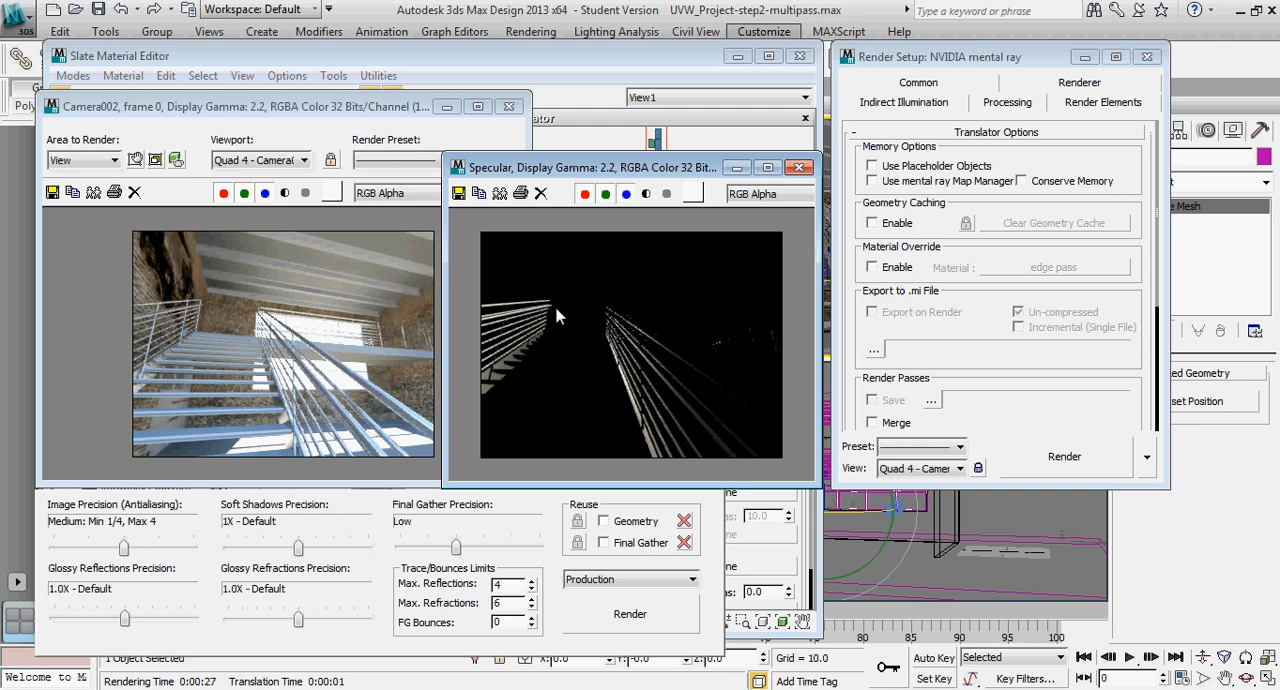 Workspace: Default
Autodesk 3ds Max Design 2013 x64 - Student Version UVW_Project-step2-multipass.max
Type a keyword or phrase
3DS
Edit Tools Group Views Create Modifiers Animation Graph Editors Rendering Lighting Analysis Civil View Customize MAXScript Help
Slate Material Editor
Modes Material Edit Select View Options Tools Utilities
View1
Poly
Camera002, frame 0, Display Gamma: 2.2, RGBA Color 32 Bits/Channel (1...
Area to Render:
View
Viewport:
Quad 4 - Camera(
Render Preset:
RGB Alpha
Specular, Display Gamma: 2.2, RGBA Color 32 Bit...
RGB Alpha
Render Setup: NVIDIA mental ray
Common Renderer
Indirect Illumination Processing Render Elements
Translator Options
Memory Options
Use Placeholder Objects
Use mental ray Map Manager Conserve Memory
Geometry Caching
Enable Clear Geometry Cache
Material Override
Enable Material : edge pass
Export to .mi File
Export on Render Un-compressed
Incremental (Single File)
...
Render Passes
Save ...
Merge
Preset:
View: Quad 4 - Camer
Render
e Mesh
ed Geometry
set Position
Image Precision (Antialiasing):
Medium: Min 1/4, Max 4
Soft Shadows Precision:
1X - Default
Final Gather Precision:
Low
Glossy Reflections Precision:
1.0X - Default
Glossy Refractions Precision:
1.0X - Default
Trace/Bounces Limits
Max. Reflections: 4
Max. Refractions: 6
FG Bounces: 0
Reuse
Geometry
Final Gather
Production
Render
10.0
0.0
80 85 90 95 100
1 Object Selected
Grid = 10.0
Add Time Tag
Auto Key Selected
Set Key Key Filters...
0
Welcome to M
Rendering Time 0:00:27 Translation Time 0:00:01